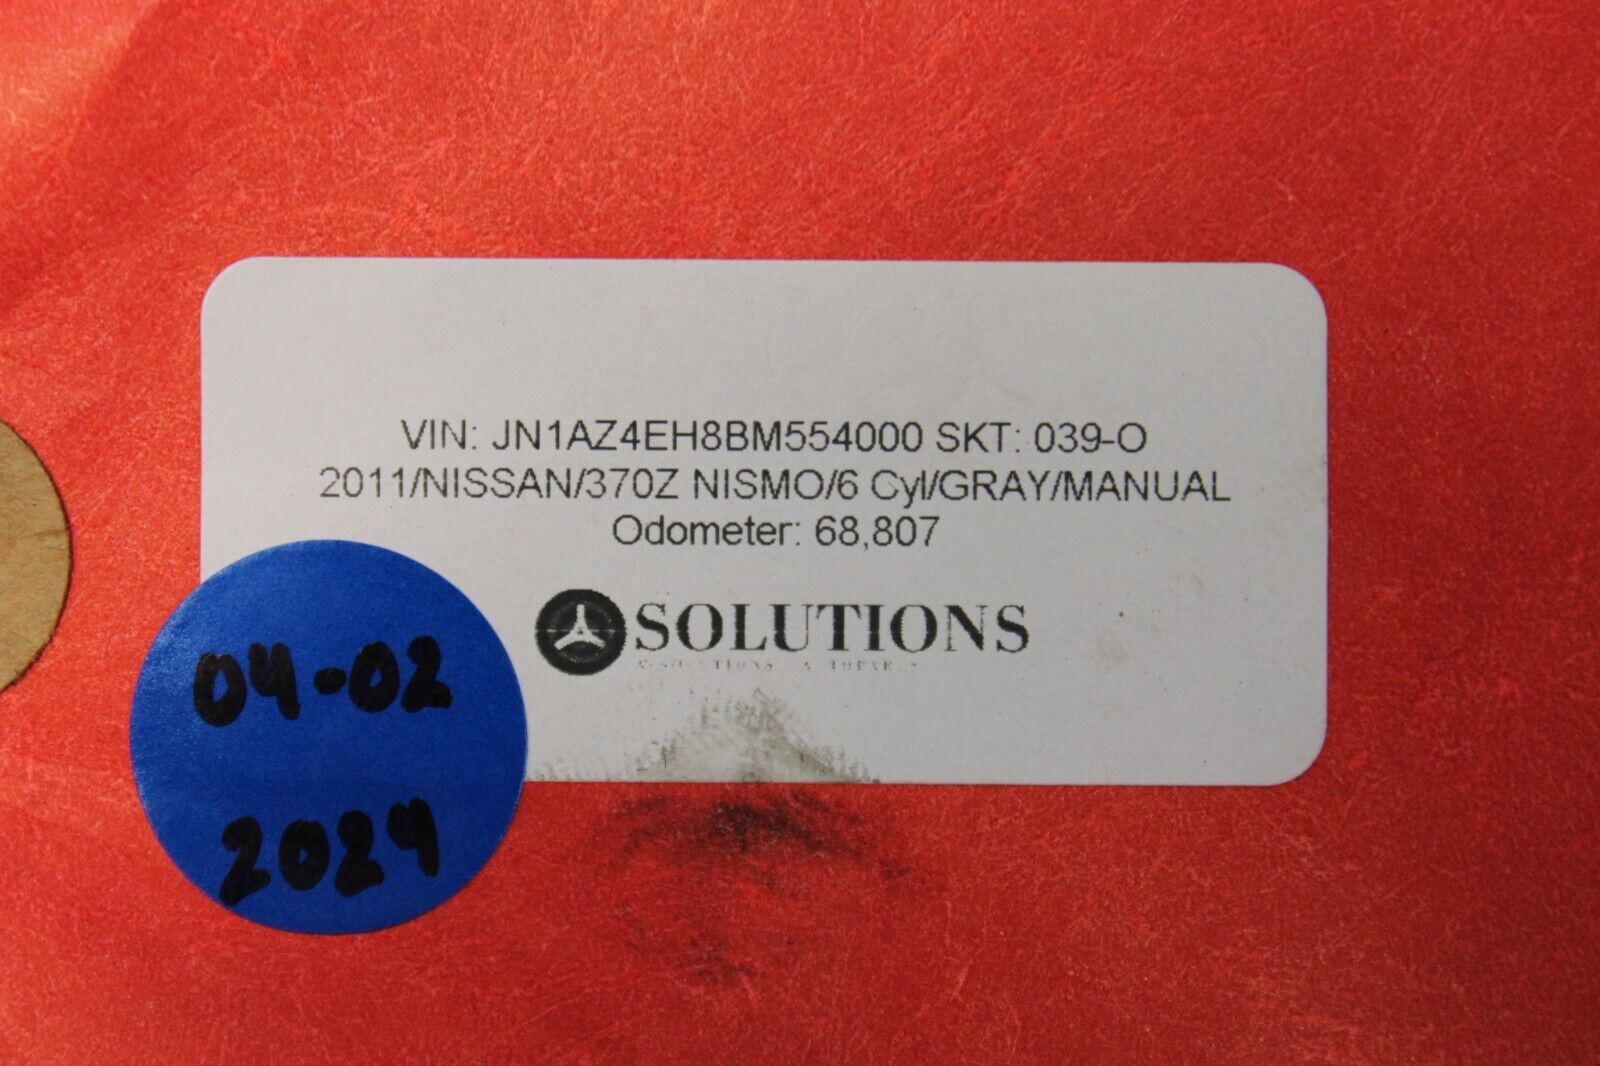 VIN: JN1AZ4EH8BM554000 SKT: 039-O
2011/NISSAN/370Z NISMO/6 Cyl/GRAY/MANUAL
Odometer: 68,807
SOLUTIONS
04-02
2024